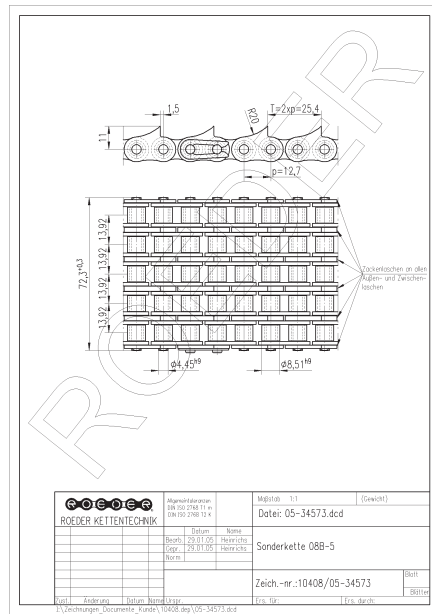 ROEDER
1,5
R20
T=2xp=25,4
11
p=12,7
72,3+0,3
13,92
13,92
13,92
13,92
Zackenlaschen an allen
Außen- und Zwischen-
laschen
ø4,45h9
ø8,51h9
ROEDER
ROEDER KETTENTECHNIK
Allgemeintoleranzen
DIN ISO 2768-T1 m
DIN ISO 2768-T2 K
Maßstab 1:1
(Gewicht)
Datei: 05-34573.dcd
Datum Name
Bearb. 29.01.05 Heinrichs
Gepr. 29.01.05 Heinrichs
Norm
Sonderkette 08B-5
Zeich.-nr.:10408/05-34573
Blatt
Blätter
Zust. Änderung Datum Name Urspr.
Ers. für:
Ers. durch:
I:\Zeichnungen_Documente_Kunde\10408.dep\05-34573.dcd